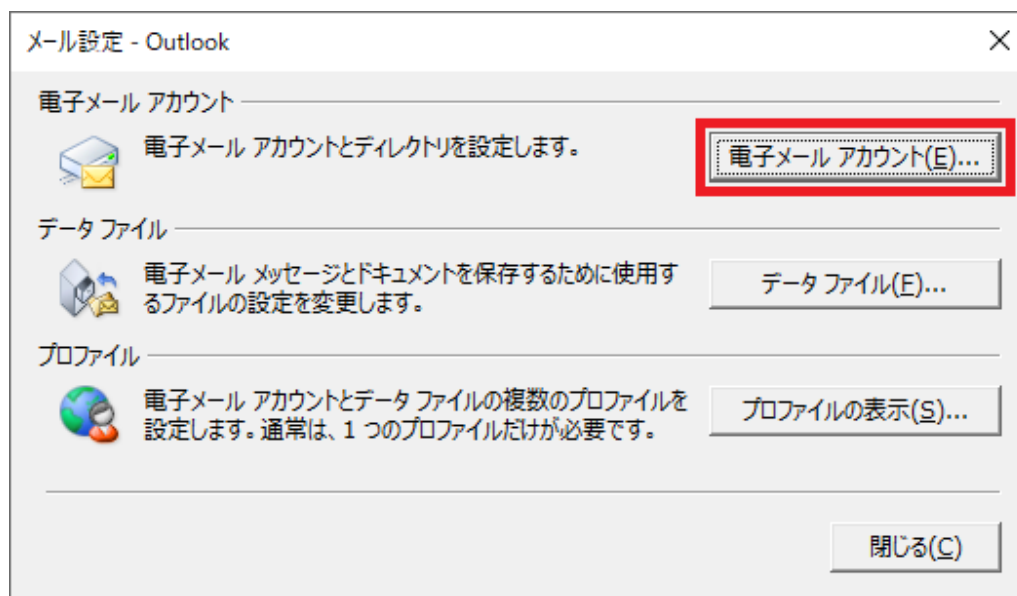 メール設定 - Outlook
電子メール アカウント
電子メール アカウントとディレクトリを設定します。
電子メール アカウント(E)...
データ ファイル
電子メール メッセージとドキュメントを保存するために使用す
るファイルの設定を変更します。
データ ファイル(F)...
プロファイル
電子メール アカウントとデータ ファイルの複数のプロファイルを
設定します。通常は、1 つのプロファイルだけが必要です。
プロファイルの表示(S)...
閉じる(C)